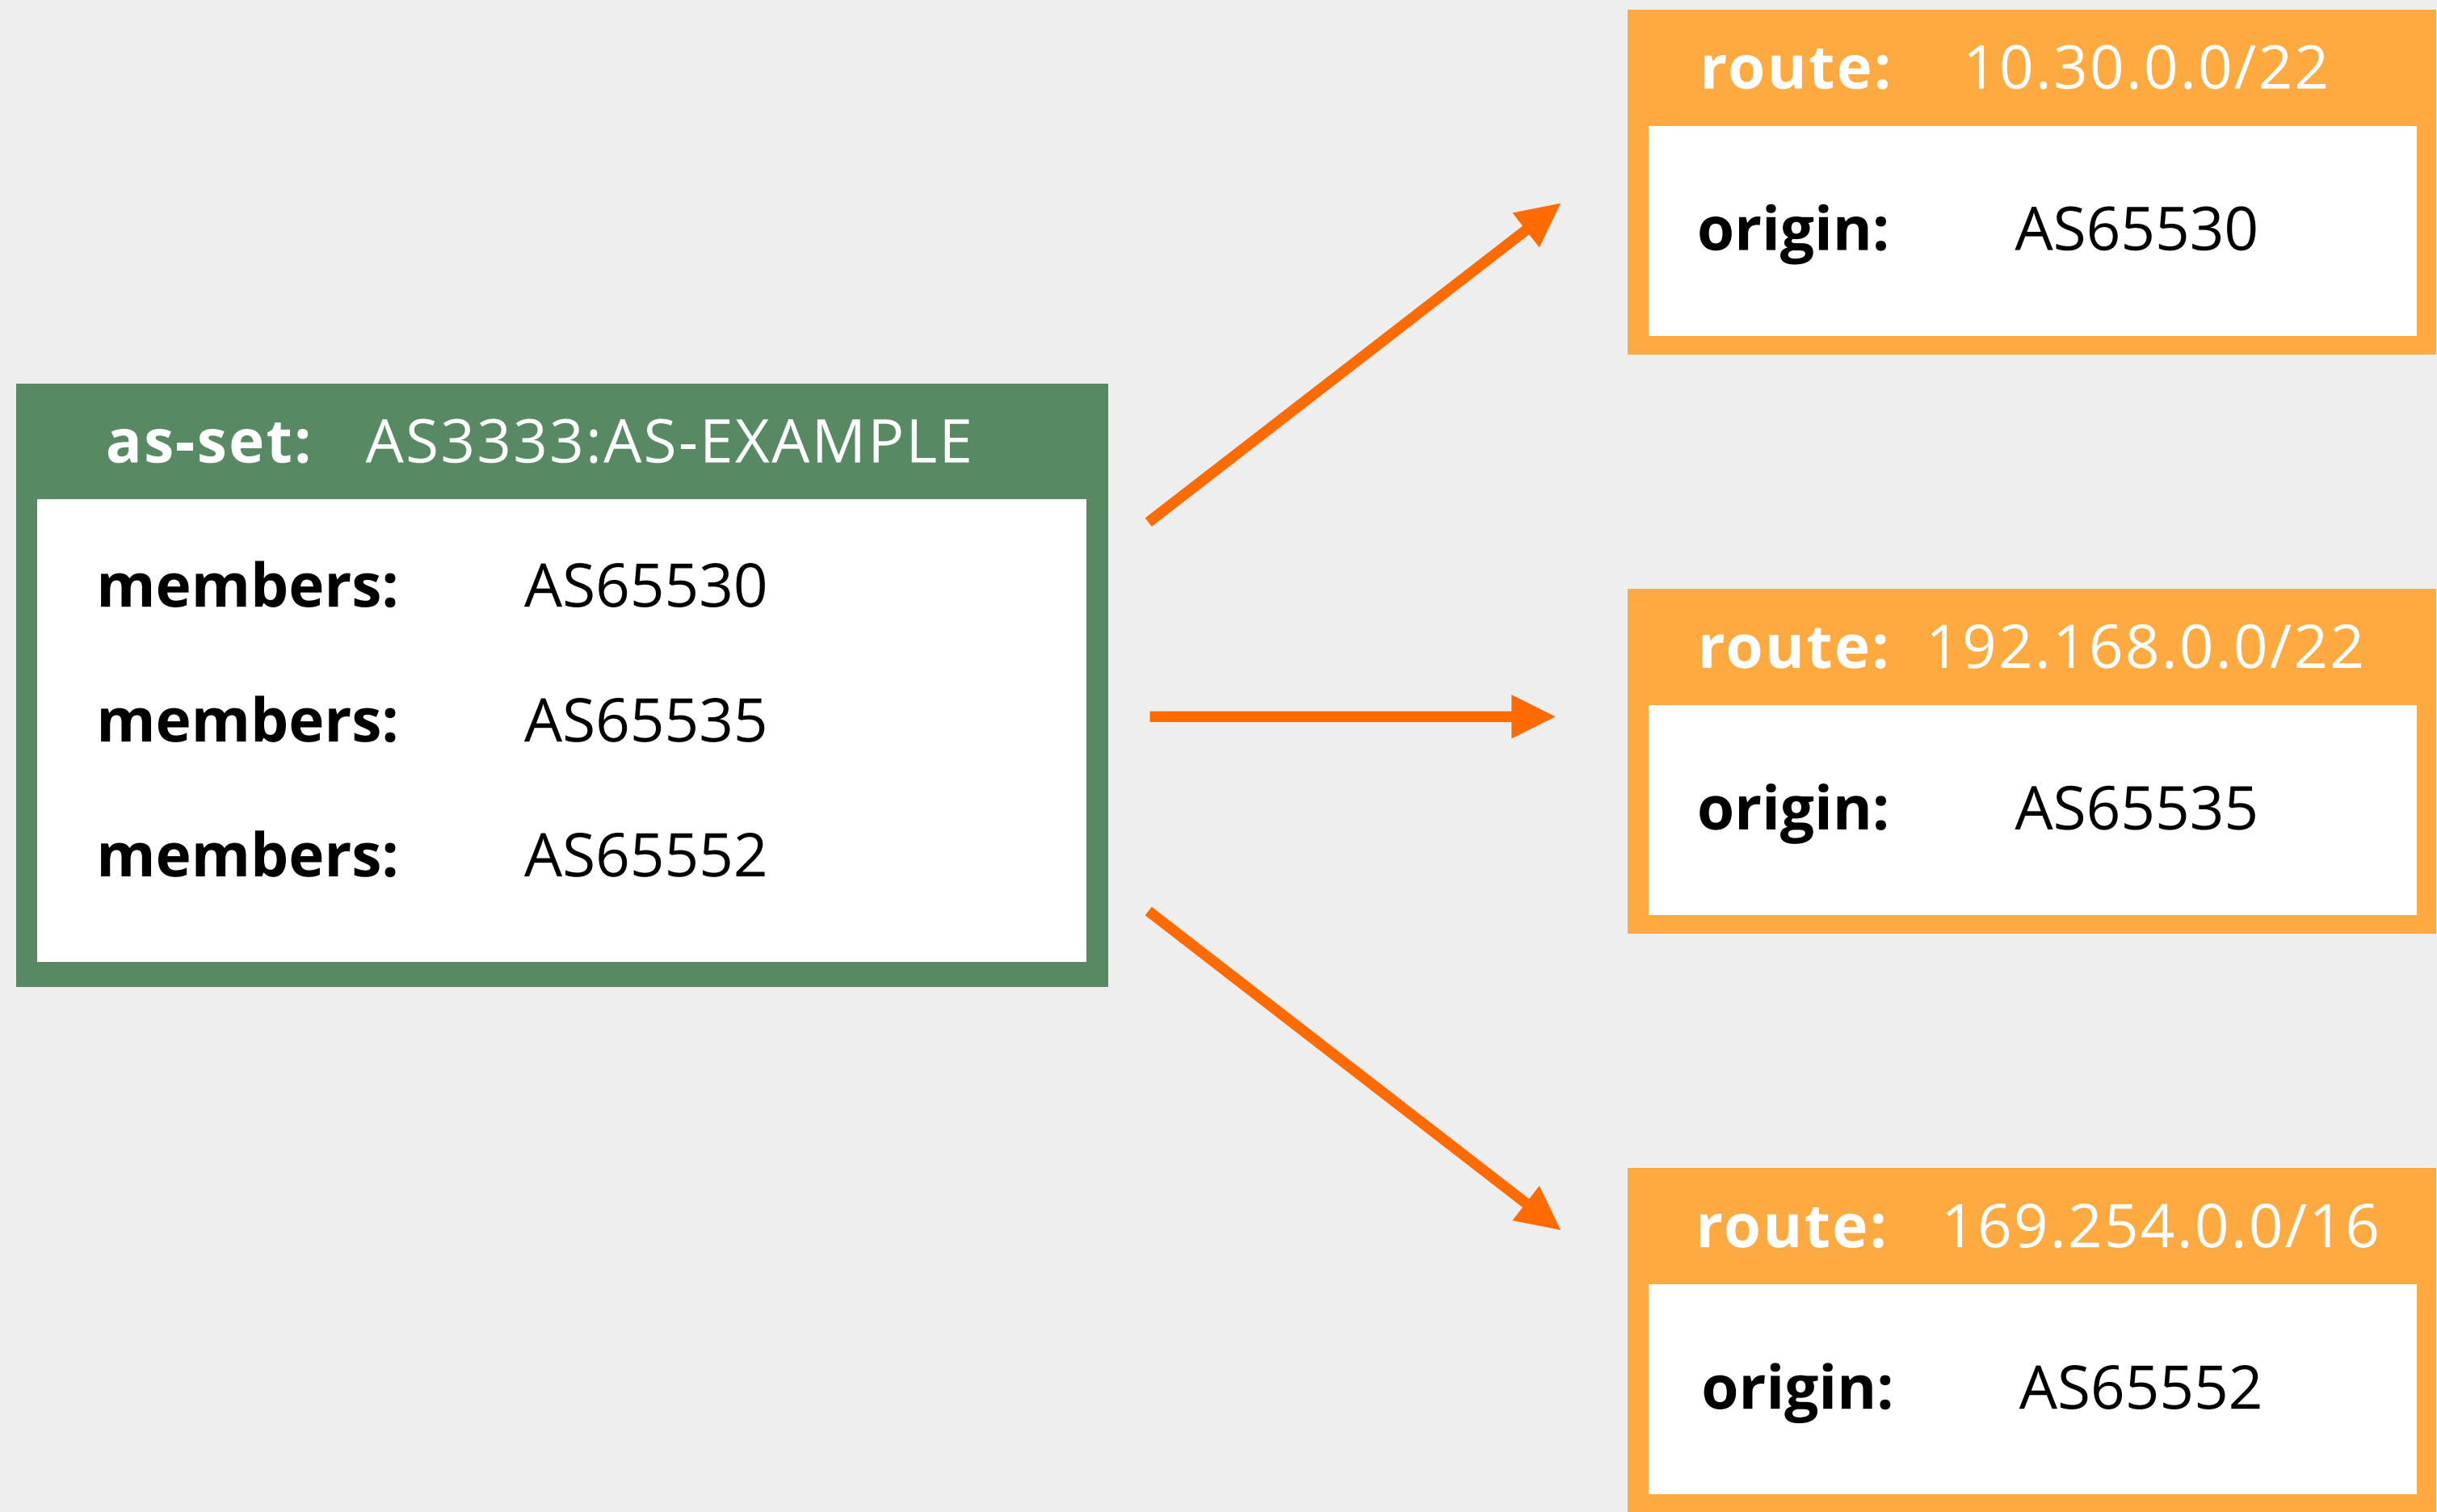 as-set: AS3333:AS-EXAMPLE
members: AS65530
members: AS65535
members: AS65552
route: 10.30.0.0/22
origin: AS65530
route: 192.168.0.0/22
origin: AS65535
route: 169.254.0.0/16
origin: AS65552